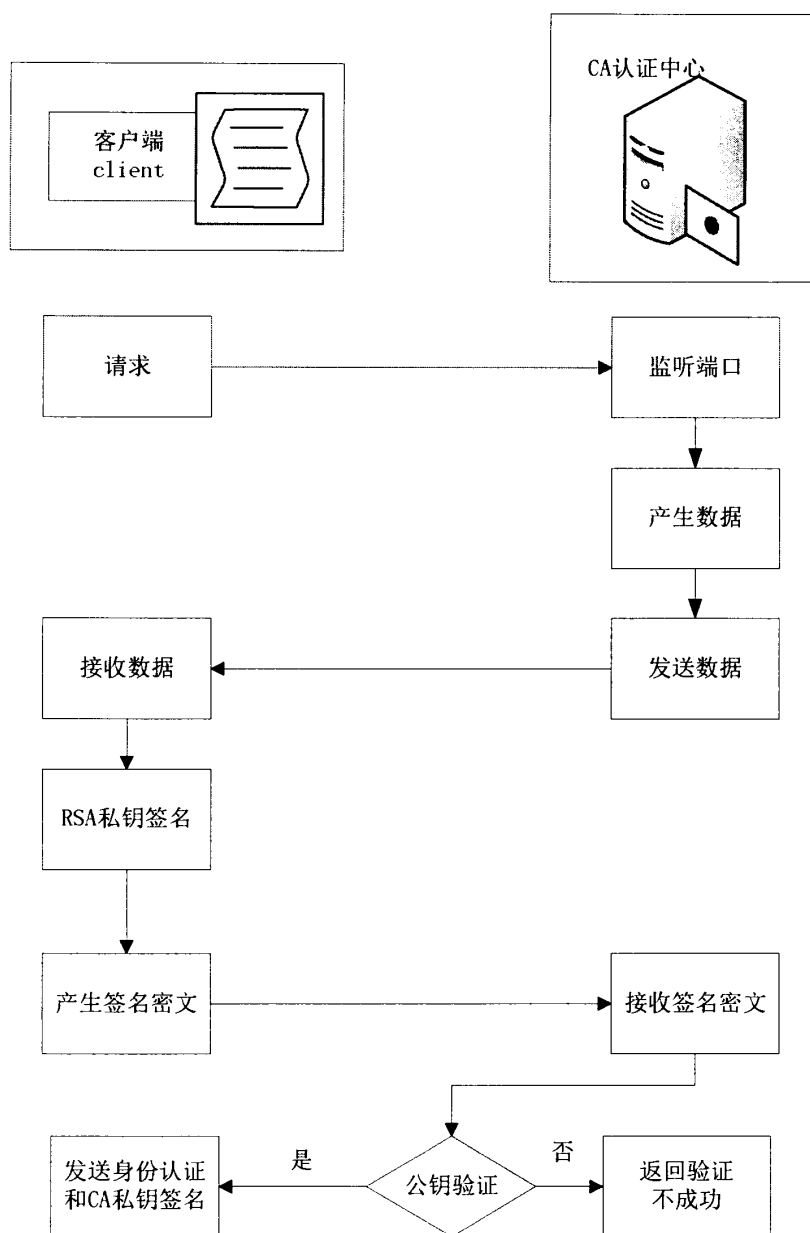 CA认证中心
客户端
client
请求
监听端口
产生数据
接收数据
发送数据
RSA私钥签名
产生签名密文
接收签名密文
发送身份认证
和CA私钥签名
是
公钥验证
否
返回验证
不成功